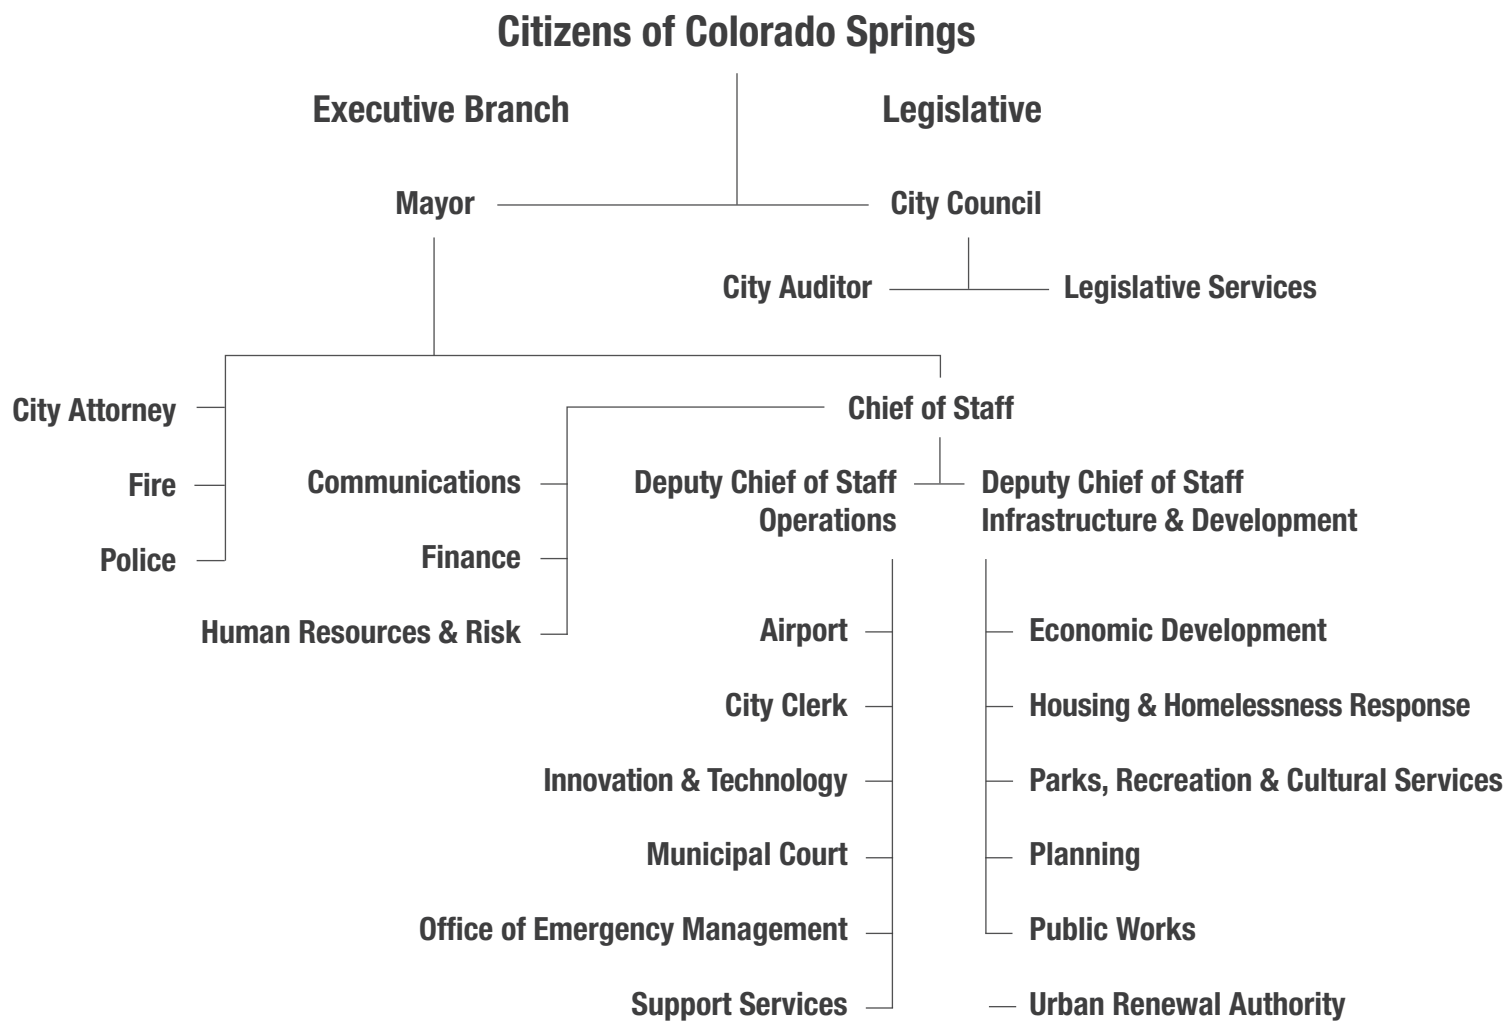 Citizens of Colorado Springs
Executive Branch
Legislative
Mayor
City Council
City Auditor
Legislative Services
City Attorney
Fire
Police
Chief of Staff
Communications
Finance
Human Resources & Risk
Deputy Chief of Staff
Operations
Airport
City Clerk
Innovation & Technology
Municipal Court
Office of Emergency Management
Support Services
Deputy Chief of Staff
Infrastructure & Development
Economic Development
Housing & Homelessness Response
Parks, Recreation & Cultural Services
Planning
Public Works
Urban Renewal Authority